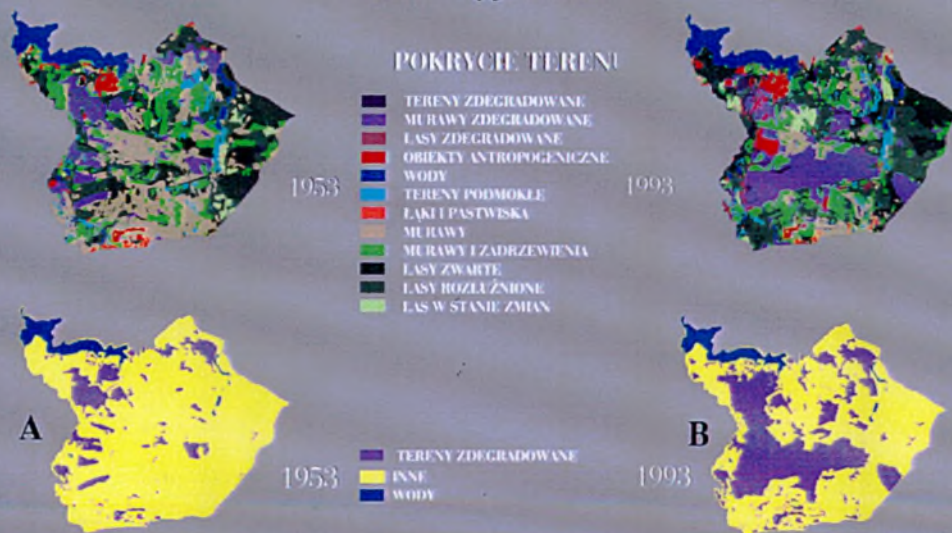 POKRYCIE TERENU
TERENY ZDEGRADOWANE
MURAWY ZDEGRADOWANE
LASY ZDEGRADOWANE
OBIEKTY ANTROPOGENICZNE
WODY
TERENY PODMOKŁE
ŁĄKI I PASTWISKA
MURAWY
MURAWY I ZADRZEWIENIA
LASY ZWARTE
LASY ROZLUŹNIONE
LAS W STANIE ZMIAN
1953
1993
A
B
TERENY ZDEGRADOWANE
INNE
WODY
1953
1993